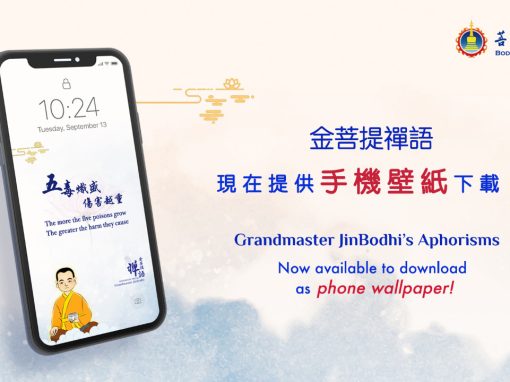 10:24
Tuesday, September 13
五毒熾盛
傷害越重
The more the five poisons grow
The greater the harm they cause
禪語
菩
BOD
金菩提禪語
現在提供手機壁紙下載
Grandmaster JinBodhi's Aphorisms
Now available to download
as phone wallpaper!